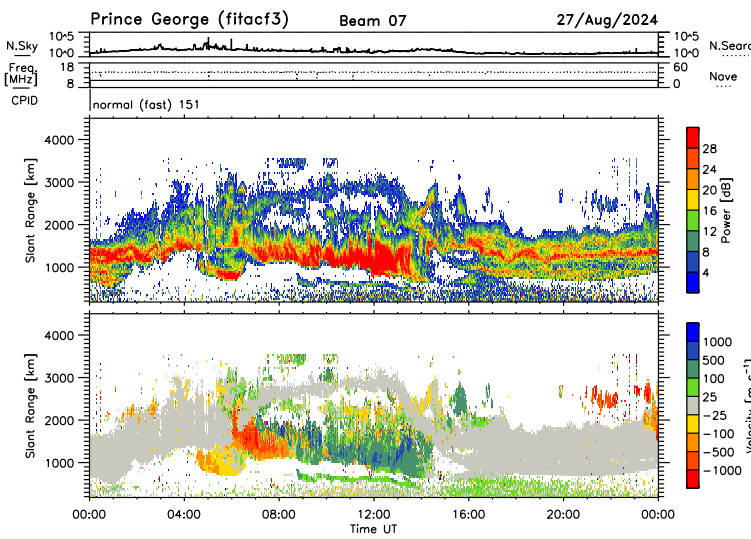 Prince George (fitacf3) Beam 07 27/Aug/2024
N.Sky 10^5 10^5
10^0 10^0 N.Sear
Freq 18 60
[MHz] 8 0 Nave
CPID normal (fast) 151
4000
3000
2000
1000
Slant Range [km]
28
24
20
16
12
8
4
Power [dB]
4000
3000
2000
1000
Slant Range [km]
1000
500
100
25
-25
-100
-500
-1000
Velocity [m s^-1]
00:00 04:00 08:00 12:00 16:00 20:00 00:00
Time UT